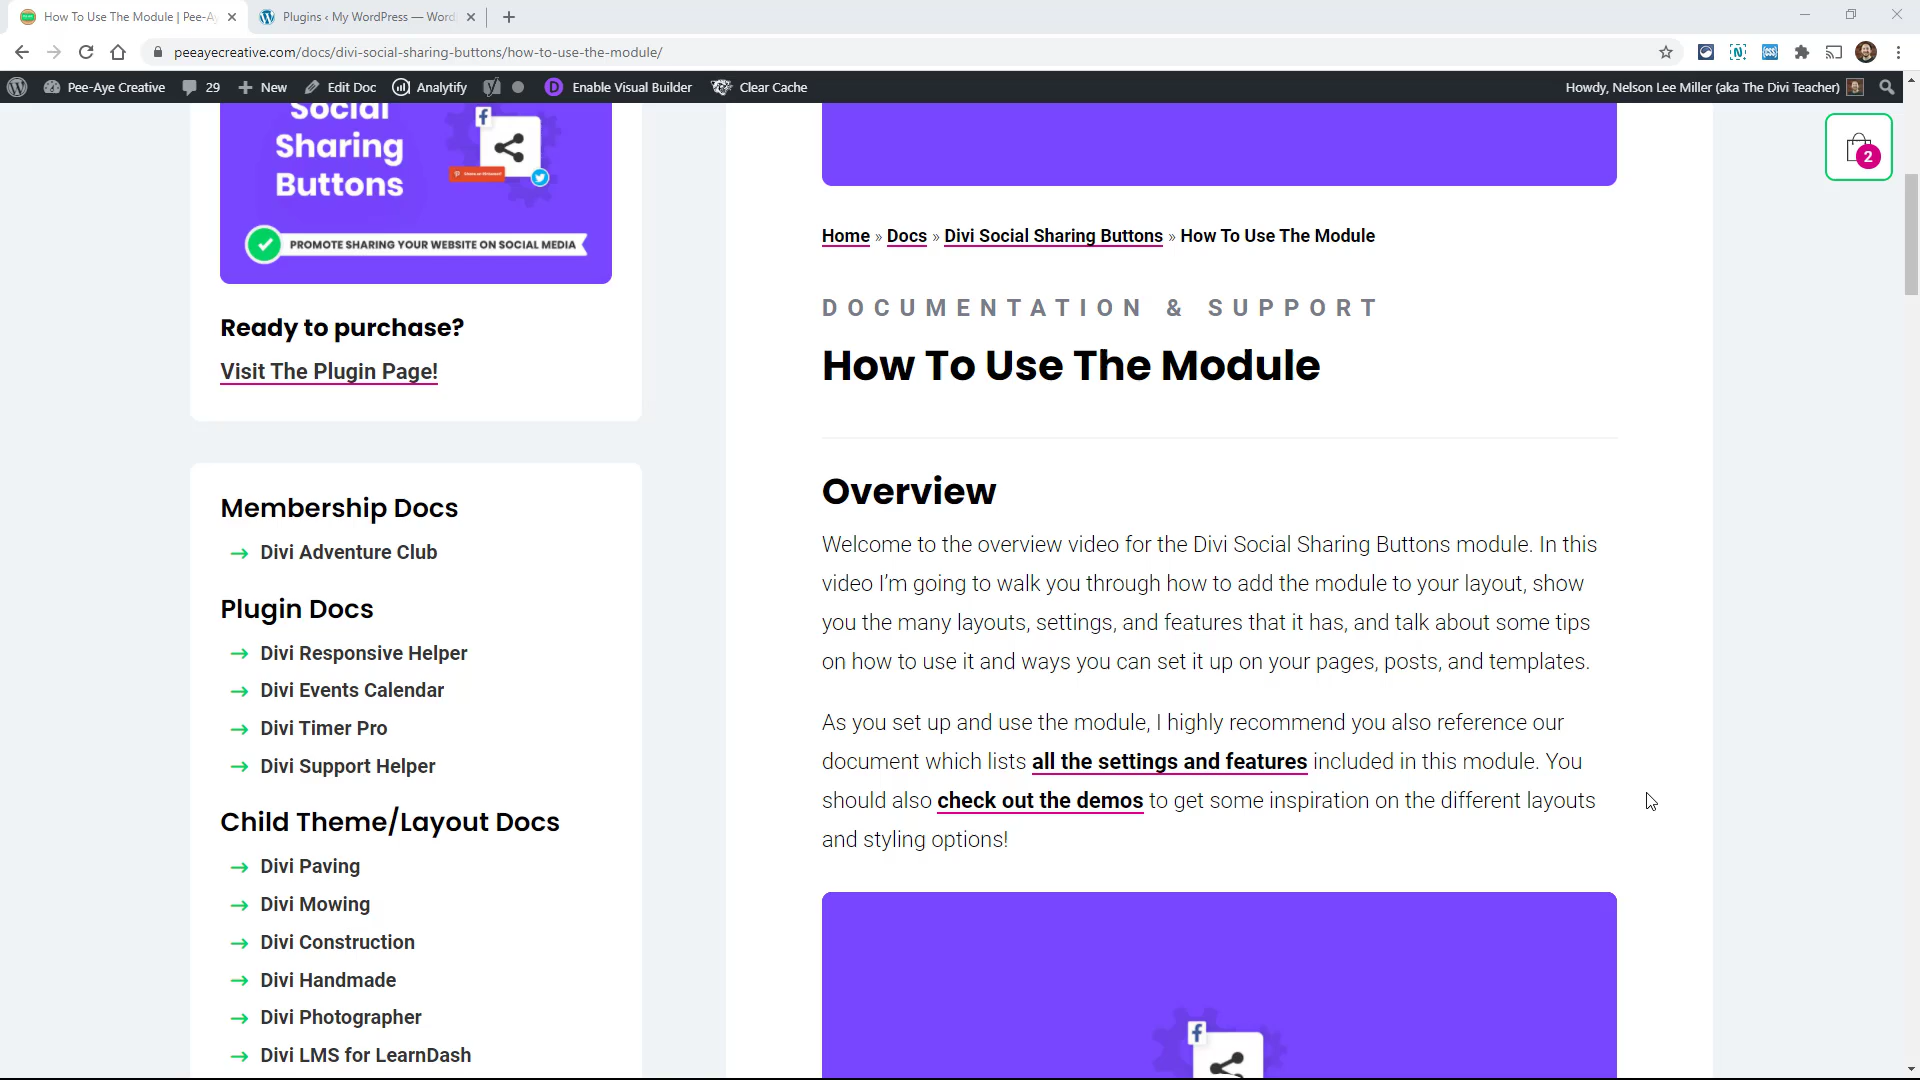 How To Use The Module | Pee-Ay
Plugins ‹ My WordPress — Word
peeayecreative.com/docs/divi-social-sharing-buttons/how-to-use-the-module/
Pee-Aye Creative 29 New Edit Doc Analytify Enable Visual Builder Clear Cache Howdy, Nelson Lee Miller (aka The Divi Teacher)
2
Social
Sharing
Buttons
PROMOTE SHARING YOUR WEBSITE ON SOCIAL MEDIA
Ready to purchase?
Visit The Plugin Page!
Membership Docs
Divi Adventure Club
Plugin Docs
Divi Responsive Helper
Divi Events Calendar
Divi Timer Pro
Divi Support Helper
Child Theme/Layout Docs
Divi Paving
Divi Mowing
Divi Construction
Divi Handmade
Divi Photographer
Divi LMS for LearnDash
Home » Docs » Divi Social Sharing Buttons » How To Use The Module
DOCUMENTATION & SUPPORT
How To Use The Module
Overview
Welcome to the overview video for the Divi Social Sharing Buttons module. In this
video I’m going to walk you through how to add the module to your layout, show
you the many layouts, settings, and features that it has, and talk about some tips
on how to use it and ways you can set it up on your pages, posts, and templates.
As you set up and use the module, I highly recommend you also reference our
document which lists all the settings and features included in this module. You
should also check out the demos to get some inspiration on the different layouts
and styling options!